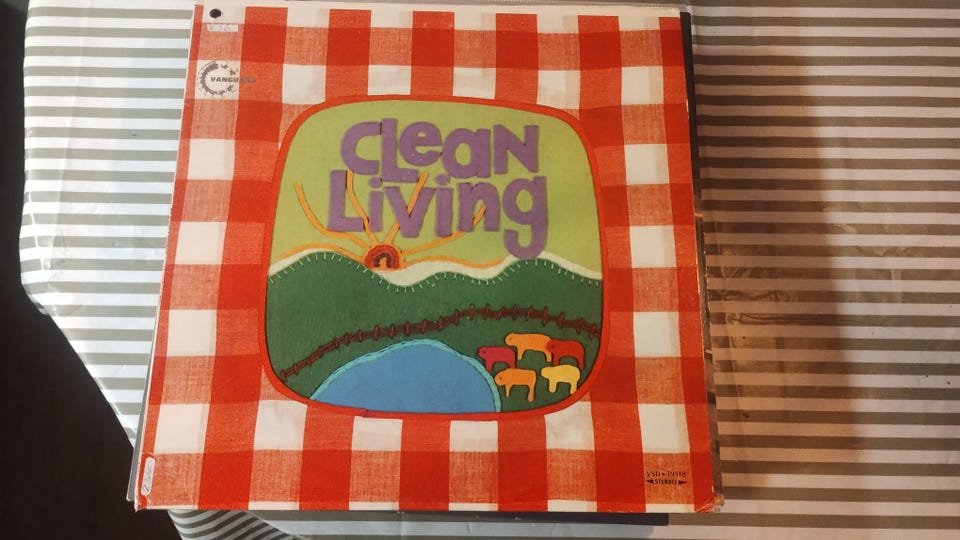 VANGUARD
CLeaN
Living
VSD • 79318
◄STEREO►